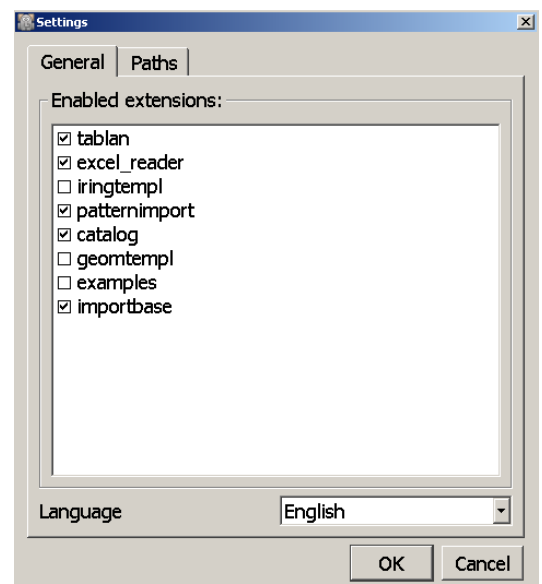 Settings
General Paths
Enabled extensions:
tablan
excel_reader
iringtempl
patternimport
catalog
geomtempl
examples
importbase
Language English
OK Cancel